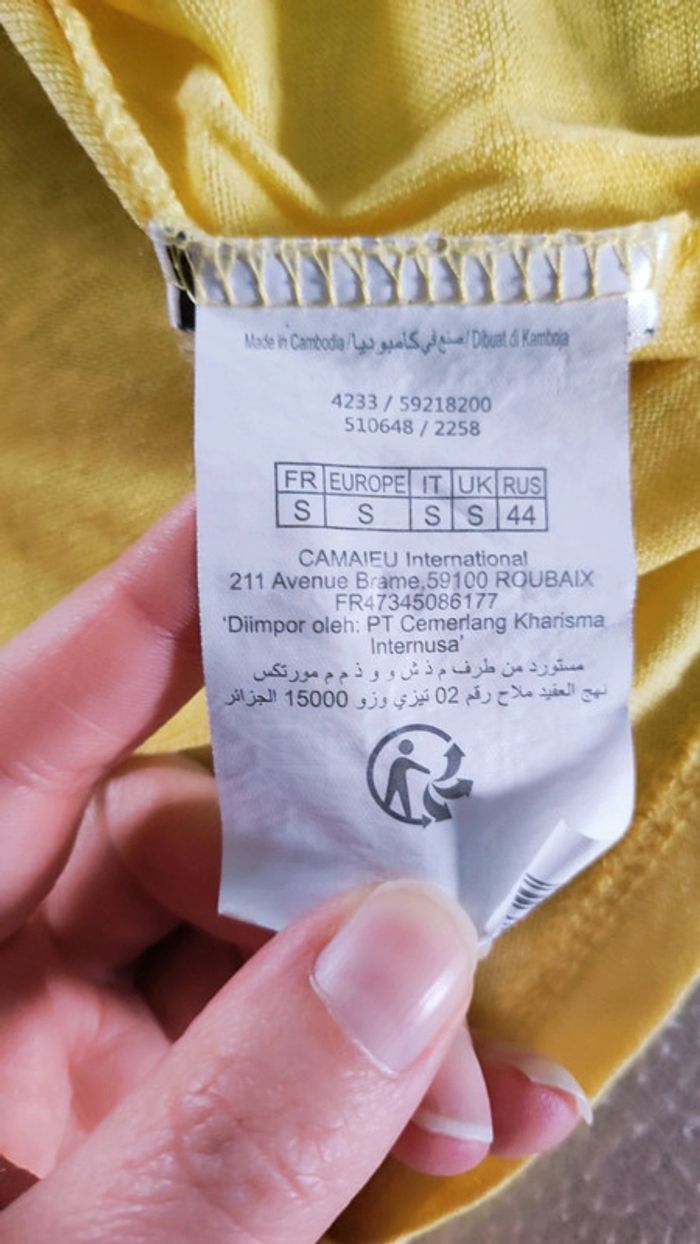 Made in Cambodia / صنع في كامبوديا / Dibuat di Kamboja
4233 / 59218200
510648 / 2258
FR EUROPE IT UK RUS
S S S S 44
CAMAIEU International
211 Avenue Brame,59100 ROUBAIX
FR47345086177
'Diimpor oleh: PT Cemerlang Kharisma
Internusa'
مستورد من طرف م ذ ش و و ذ م م مورتكس
نهج العقيد ملاح رقم 02 تيزي وزو 15000 الجزائر